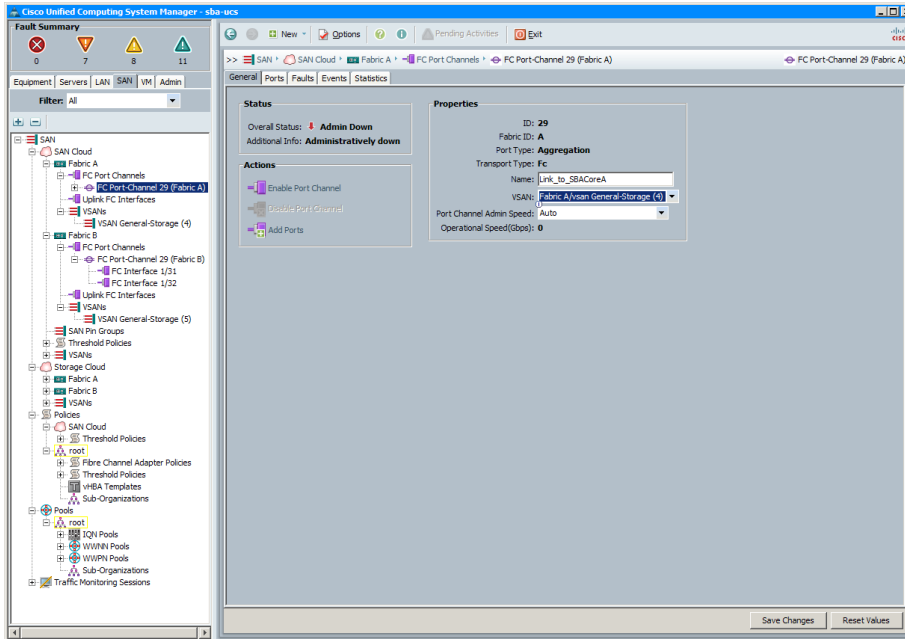 Cisco Unified Computing System Manager - sba-ucs
Fault Summary
0 7 8 11
New Options Pending Activities Exit
>> SAN SAN Cloud Fabric A FC Port Channels FC Port-Channel 29 (Fabric A) FC Port-Channel 29 (Fabric A)
Equipment Servers LAN SAN VM Admin
Filter: All
SAN
SAN Cloud
Fabric A
FC Port Channels
FC Port-Channel 29 (Fabric A)
Uplink FC Interfaces
VSANs
VSAN General-Storage (4)
Fabric B
FC Port Channels
FC Port-Channel 29 (Fabric B)
FC Interface 1/31
FC Interface 1/32
Uplink FC Interfaces
VSANs
VSAN General-Storage (5)
SAN Pin Groups
Threshold Policies
VSANs
Storage Cloud
Fabric A
Fabric B
VSANs
Policies
SAN Cloud
Threshold Policies
root
Fibre Channel Adapter Policies
Threshold Policies
vHBA Templates
Sub-Organizations
Pools
root
IQN Pools
WWNN Pools
WWPN Pools
Sub-Organizations
Traffic Monitoring Sessions
General Ports Faults Events Statistics
Status
Overall Status: Admin Down
Additional Info: Administratively down
Actions
Enable Port Channel
Disable Port Channel
Add Ports
Properties
ID: 29
Fabric ID: A
Port Type: Aggregation
Transport Type: Fc
Name: Link_to_SBACoreA
VSAN: Fabric A/vsan General-Storage (4)
Port Channel Admin Speed: Auto
Operational Speed(Gbps): 0
Save Changes Reset Values